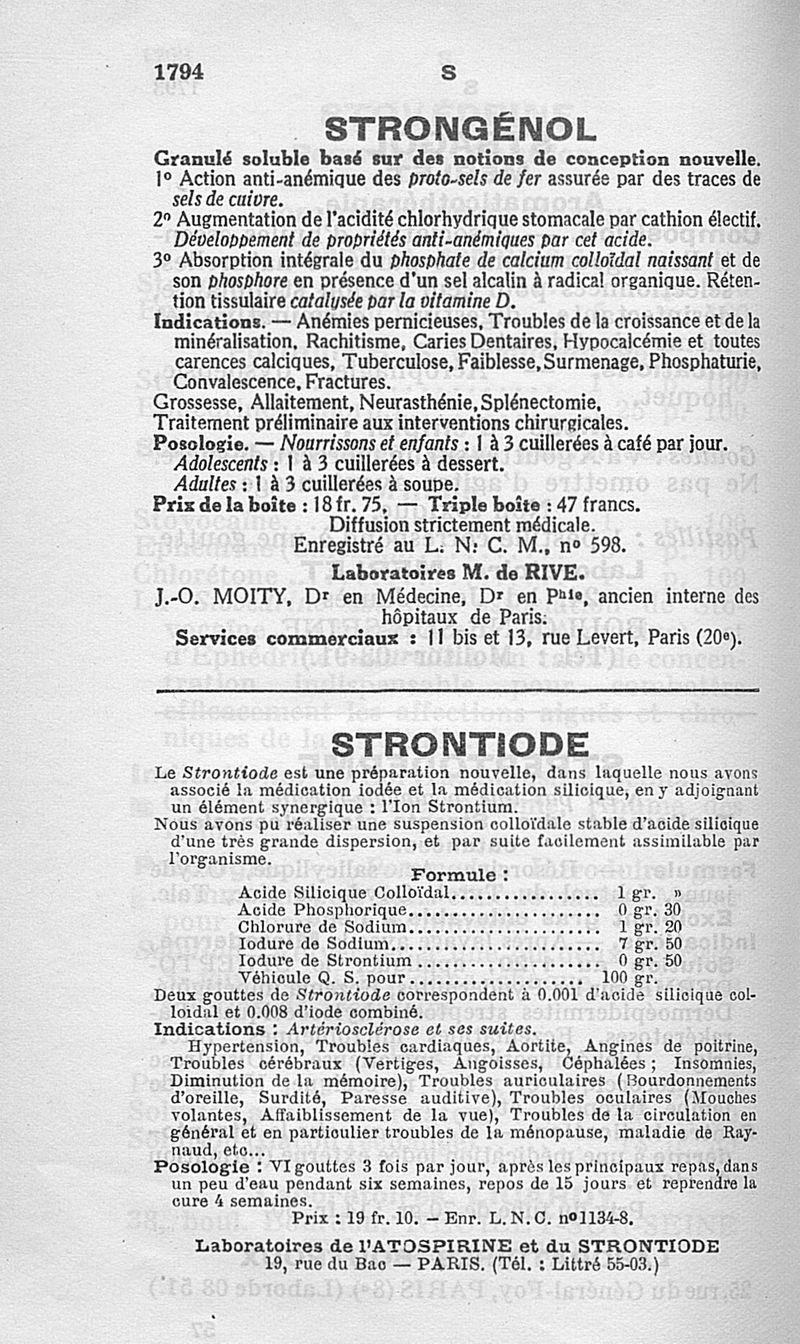 1794
S
STRONGÉNOL
Granulé soluble basé sur des notions de conception nouvelle.
1º Action anti-anémique des proto-sels de fer assurée par des traces de
sels de cuivre.
2º Augmentation de l'acidité chlorhydrique stomacale par cathion électif.
Développement de propriétés anti-anémiques par cet acide.
3º Absorption intégrale du phosphate de calcium colloïdal naissant et de
son phosphore en présence d'un sel alcalin à radical organique. Réten-
tion tissulaire catalysée par la vitamine D.
Indications. — Anémies pernicieuses, Troubles de la croissance et de la
minéralisation, Rachitisme, Caries Dentaires, Hypocalcémie et toutes
carences calciques, Tuberculose, Faiblesse, Surmenage, Phosphaturie,
Convalescence, Fractures.
Grossesse, Allaitement, Neurasthénie, Splénectomie.
Traitement préliminaire aux interventions chirurgicales.
Posologie. — Nourrissons et enfants : 1 à 3 cuillerées à café par jour.
Adolescents : 1 à 3 cuillerées à dessert.
Adultes : 1 à 3 cuillerées à soupe.
Prix de la boîte : 18 fr. 75, — Triple boîte : 47 francs.
Diffusion strictement médicale.
Enregistré au L. N. C. M., nº 598.
Laboratoires M. de RIVE.
J.-O. MOITY, Dr en Médecine, Dr en Phie, ancien interne des
hôpitaux de Paris.
Services commerciaux : 11 bis et 13, rue Levert, Paris (20e).
STRONTIODE
Le Strontiode est une préparation nouvelle, dans laquelle nous avons
associé la médication iodée et la médication silicique, en y adjoignant
un élément synergique : l'Ion Strontium.
Nous avons pu réaliser une suspension colloïdale stable d'acide silicique
d'une très grande dispersion, et par suite facilement assimilable par
l'organisme.
Formule :
Acide Silicique Colloïdal.................. 1 gr. »
Acide Phosphorique....................... 0 gr. 30
Chlorure de Sodium....................... 1 gr. 20
Iodure de Sodium......................... 7 gr. 50
Iodure de Strontium ...................... 0 gr. 50
Véhicule Q. S. pour..................... 100 gr.
Deux gouttes de Strontiode correspondent à 0.001 d'acide silicique col-
loïdal et 0.008 d'iode combiné.
Indications : Artériosclérose et ses suites.
Hypertension, Troubles cardiaques, Aortite, Angines de poitrine,
Troubles cérébraux (Vertiges, Angoisses, Céphalées ; Insomnies,
Diminution de la mémoire), Troubles auriculaires (Bourdonnements
d'oreille, Surdité, Paresse auditive), Troubles oculaires (Mouches
volantes, Affaiblissement de la vue), Troubles de la circulation en
général et en particulier troubles de la ménopause, maladie de Ray-
naud, etc...
Posologie : VI gouttes 3 fois par jour, après les principaux repas, dans
un peu d'eau pendant six semaines, repos de 15 jours et reprendre la
cure 4 semaines.
Prix : 19 fr. 10. — Enr. L. N. C. nº 1134-8.
Laboratoires de l'ATOSPIRINE et du STRONTIODE
19, rue du Bac — PARIS. (Tél. : Littré 55-03.)